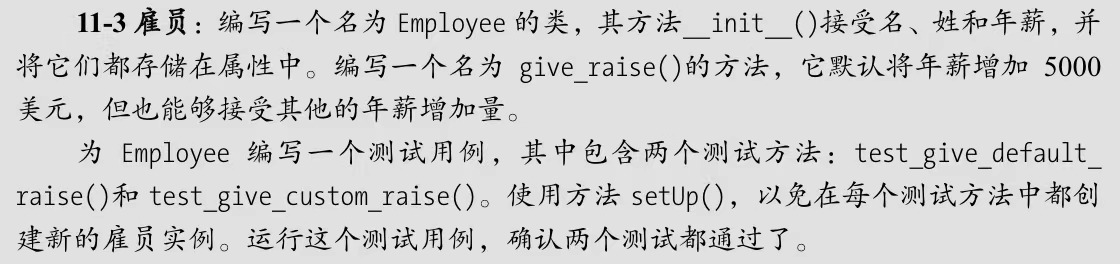 11-3 雇员：编写一个名为 Employee 的类，其方法__init__()接受名、姓和年薪，并
将它们都存储在属性中。编写一个名为 give_raise()的方法，它默认将年薪增加 5000
美元，但也能够接受其他的年薪增加量。
为 Employee 编写一个测试用例，其中包含两个测试方法：test_give_default_
raise()和 test_give_custom_raise()。使用方法 setUp()，以免在每个测试方法中都创
建新的雇员实例。运行这个测试用例，确认两个测试都通过了。